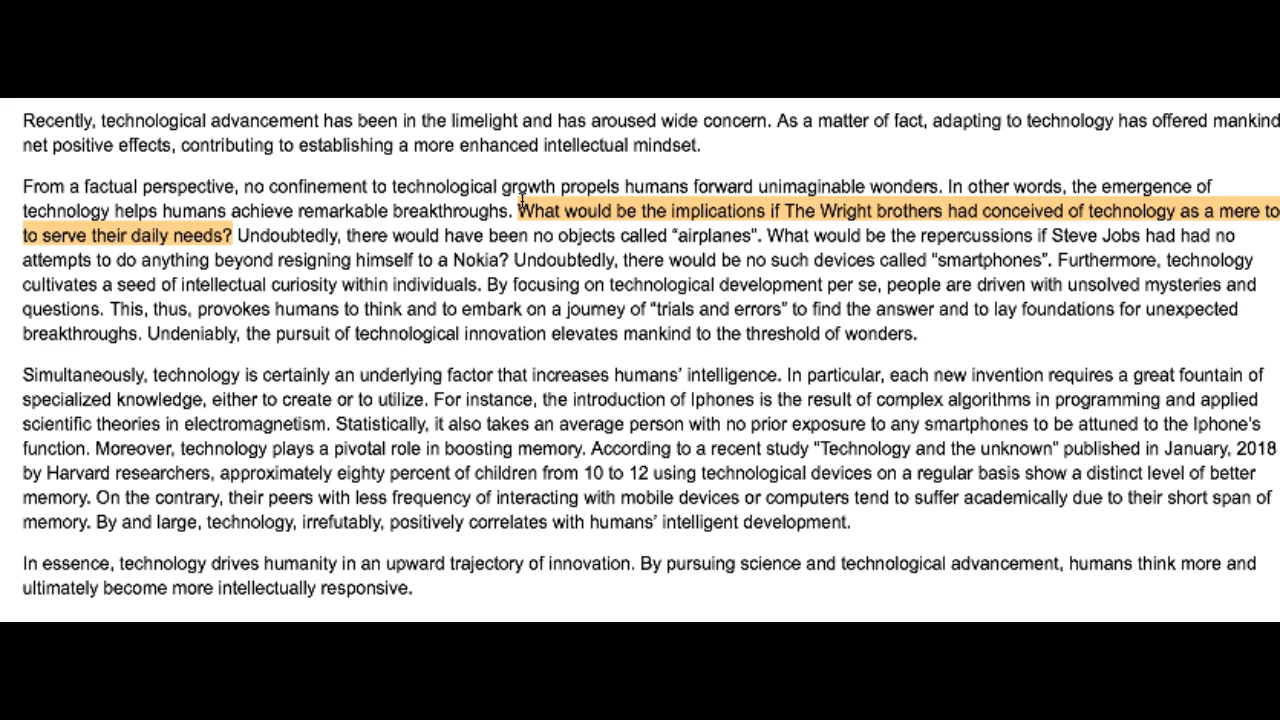 Recently, technological advancement has been in the limelight and has aroused wide concern. As a matter of fact, adapting to technology has offered mankind
net positive effects, contributing to establishing a more enhanced intellectual mindset.
From a factual perspective, no confinement to technological growth propels humans forward unimaginable wonders. In other words, the emergence of
technology helps humans achieve remarkable breakthroughs. What would be the implications if The Wright brothers had conceived of technology as a mere to
to serve their daily needs? Undoubtedly, there would have been no objects called “airplanes”. What would be the repercussions if Steve Jobs had had no
attempts to do anything beyond resigning himself to a Nokia? Undoubtedly, there would be no such devices called “smartphones”. Furthermore, technology
cultivates a seed of intellectual curiosity within individuals. By focusing on technological development per se, people are driven with unsolved mysteries and
questions. This, thus, provokes humans to think and to embark on a journey of “trials and errors” to find the answer and to lay foundations for unexpected
breakthroughs. Undeniably, the pursuit of technological innovation elevates mankind to the threshold of wonders.
Simultaneously, technology is certainly an underlying factor that increases humans’ intelligence. In particular, each new invention requires a great fountain of
specialized knowledge, either to create or to utilize. For instance, the introduction of Iphones is the result of complex algorithms in programming and applied
scientific theories in electromagnetism. Statistically, it also takes an average person with no prior exposure to any smartphones to be attuned to the Iphone's
function. Moreover, technology plays a pivotal role in boosting memory. According to a recent study “Technology and the unknown” published in January, 2018
by Harvard researchers, approximately eighty percent of children from 10 to 12 using technological devices on a regular basis show a distinct level of better
memory. On the contrary, their peers with less frequency of interacting with mobile devices or computers tend to suffer academically due to their short span of
memory. By and large, technology, irrefutably, positively correlates with humans’ intelligent development.
In essence, technology drives humanity in an upward trajectory of innovation. By pursuing science and technological advancement, humans think more and
ultimately become more intellectually responsive.